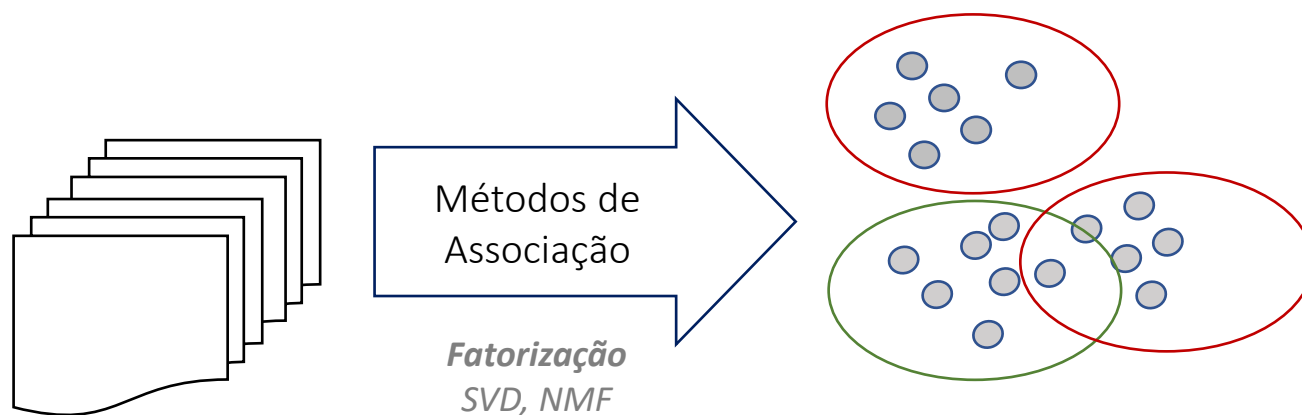 Métodos de
Associação
Fatorização
SVD, NMF